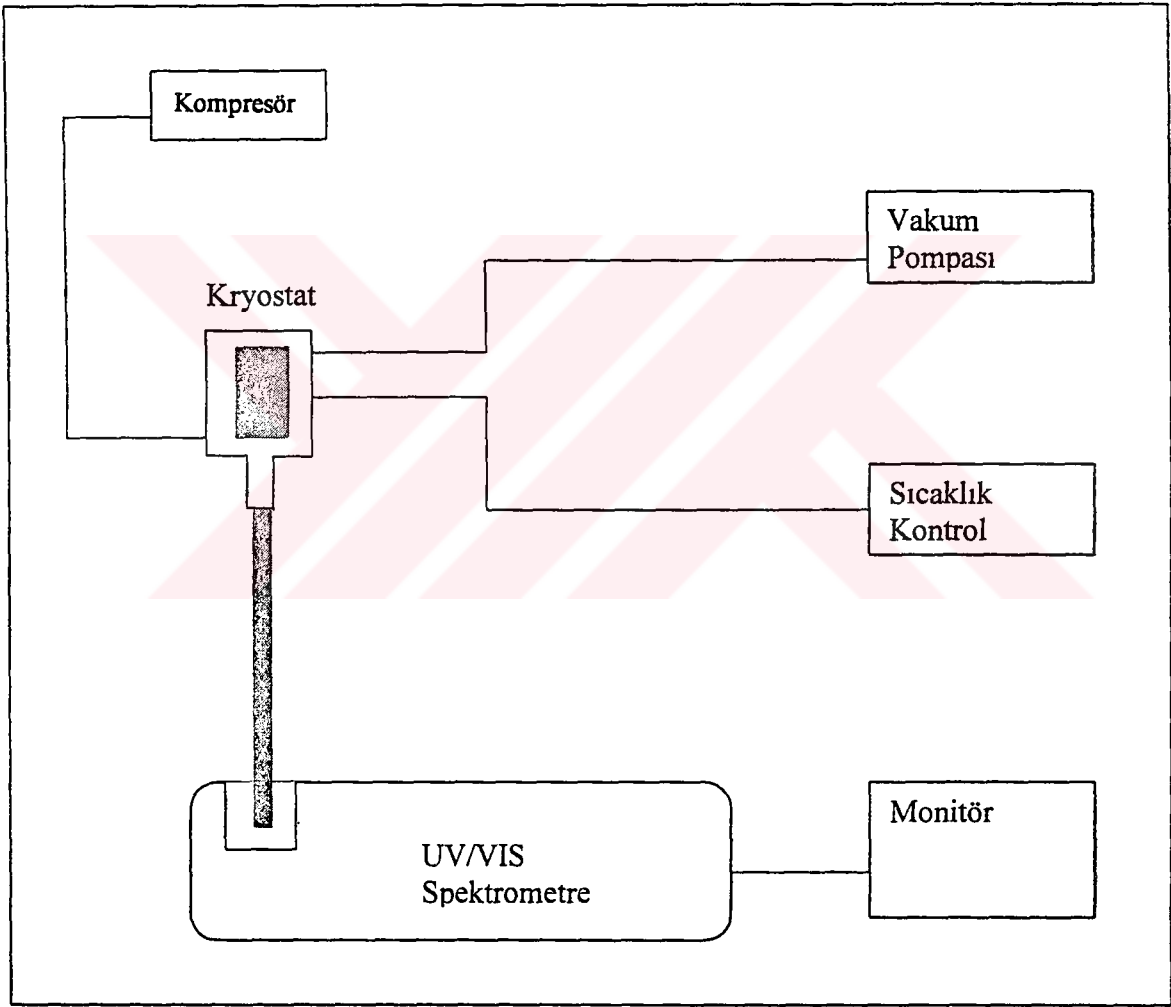 Kompresör
Vakum
Pompası
Kryostat
Sıcaklık
Kontrol
UV/VIS
Spektrometre
Monitör